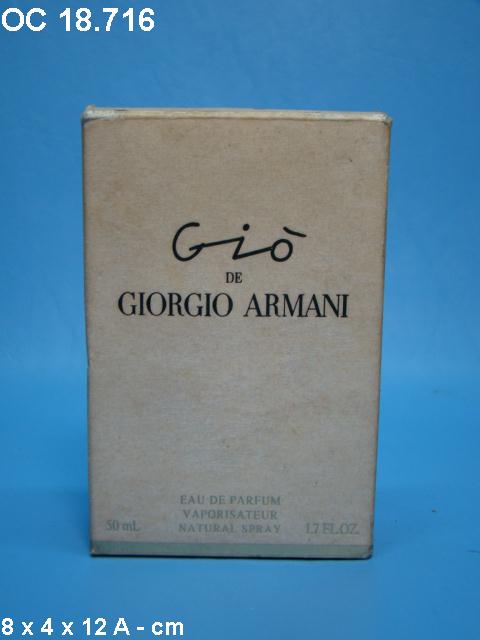 OC 18.716
Giò
DE
GIORGIO ARMANI
EAU DE PARFUM
VAPORISATEUR
50 mL NATURAL SPRAY 1.7 FL.OZ.
8 x 4 x 12 A - cm